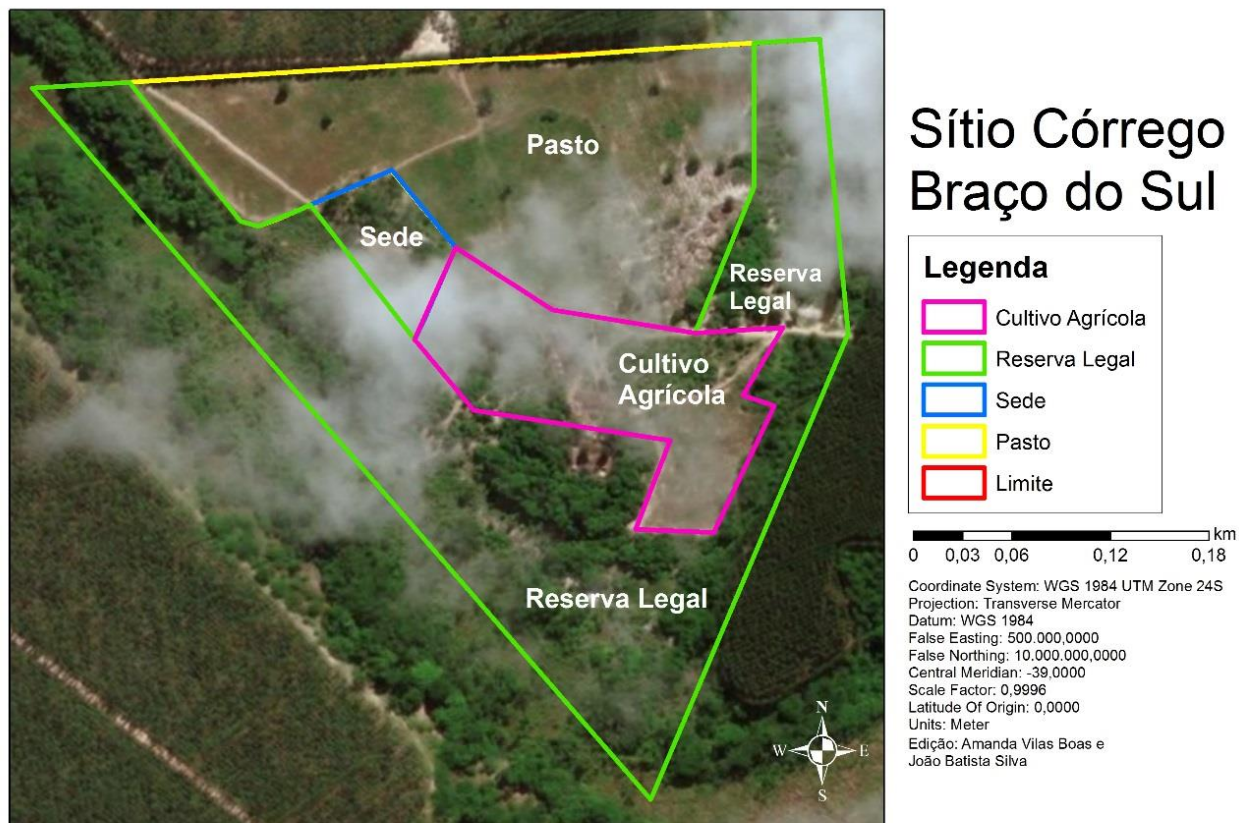 Pasto
Sede
Reserva
Legal
Cultivo
Agrícola
Reserva Legal
N
W
E
S
Sítio Córrego
Braço do Sul
Legenda
Cultivo Agrícola
Reserva Legal
Sede
Pasto
Limite
km
0 0,03 0,06 0,12 0,18
Coordinate System: WGS 1984 UTM Zone 24S
Projection: Transverse Mercator
Datum: WGS 1984
False Easting: 500.000,0000
False Northing: 10.000.000,0000
Central Meridian: -39,0000
Scale Factor: 0,9996
Latitude Of Origin: 0,0000
Units: Meter
Edição: Amanda Vilas Boas e
João Batista Silva